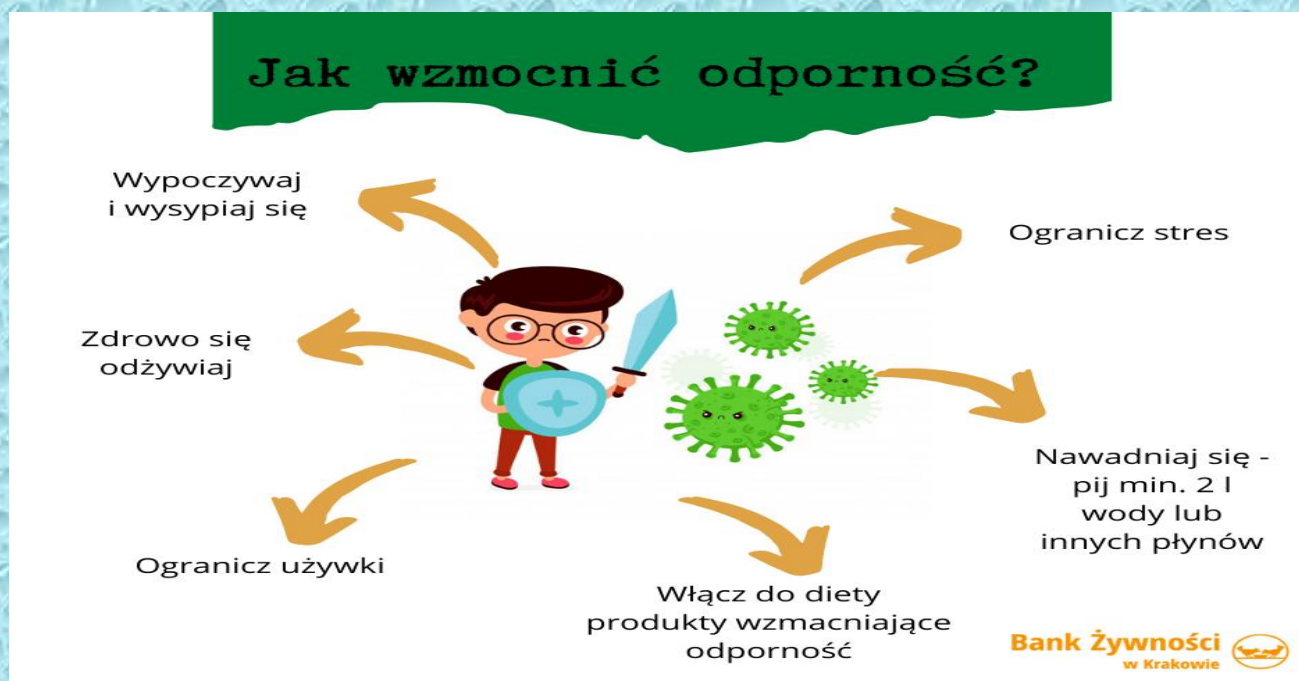 Jak wzmocnić odporność?
Wypoczywaj
i wysypiaj się
Ogranicz stres
Zdrowo się
odżywiaj
Nawadniaj się -
pij min. 2 l
wody lub
innych płynów
Ogranicz używki
Włącz do diety
produkty wzmacniające
odporność
Bank Żywności
w Krakowie